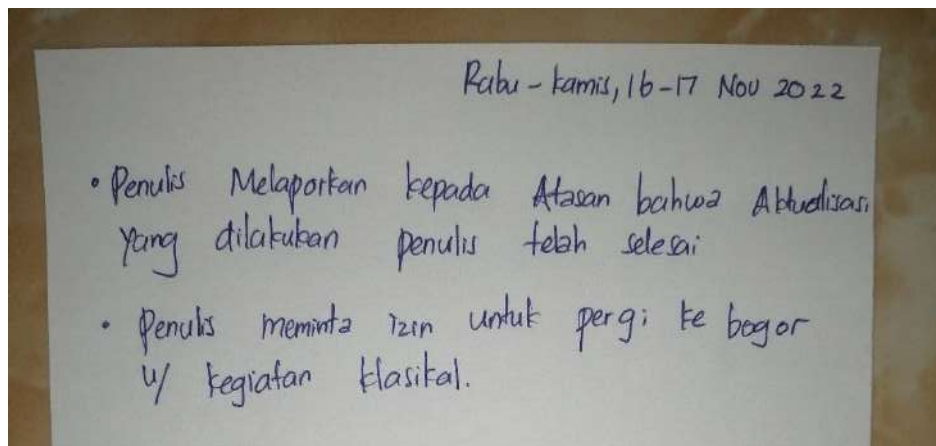 Rabu - kamis, 16-17 Nov 2022
• Penulis Melaporkan kepada Atasan bahwa Aktualisasi
yang dilakukan penulis telah selesai
• Penulis meminta izin untuk pergi ke bogor
u/ kegiatan klasikal.